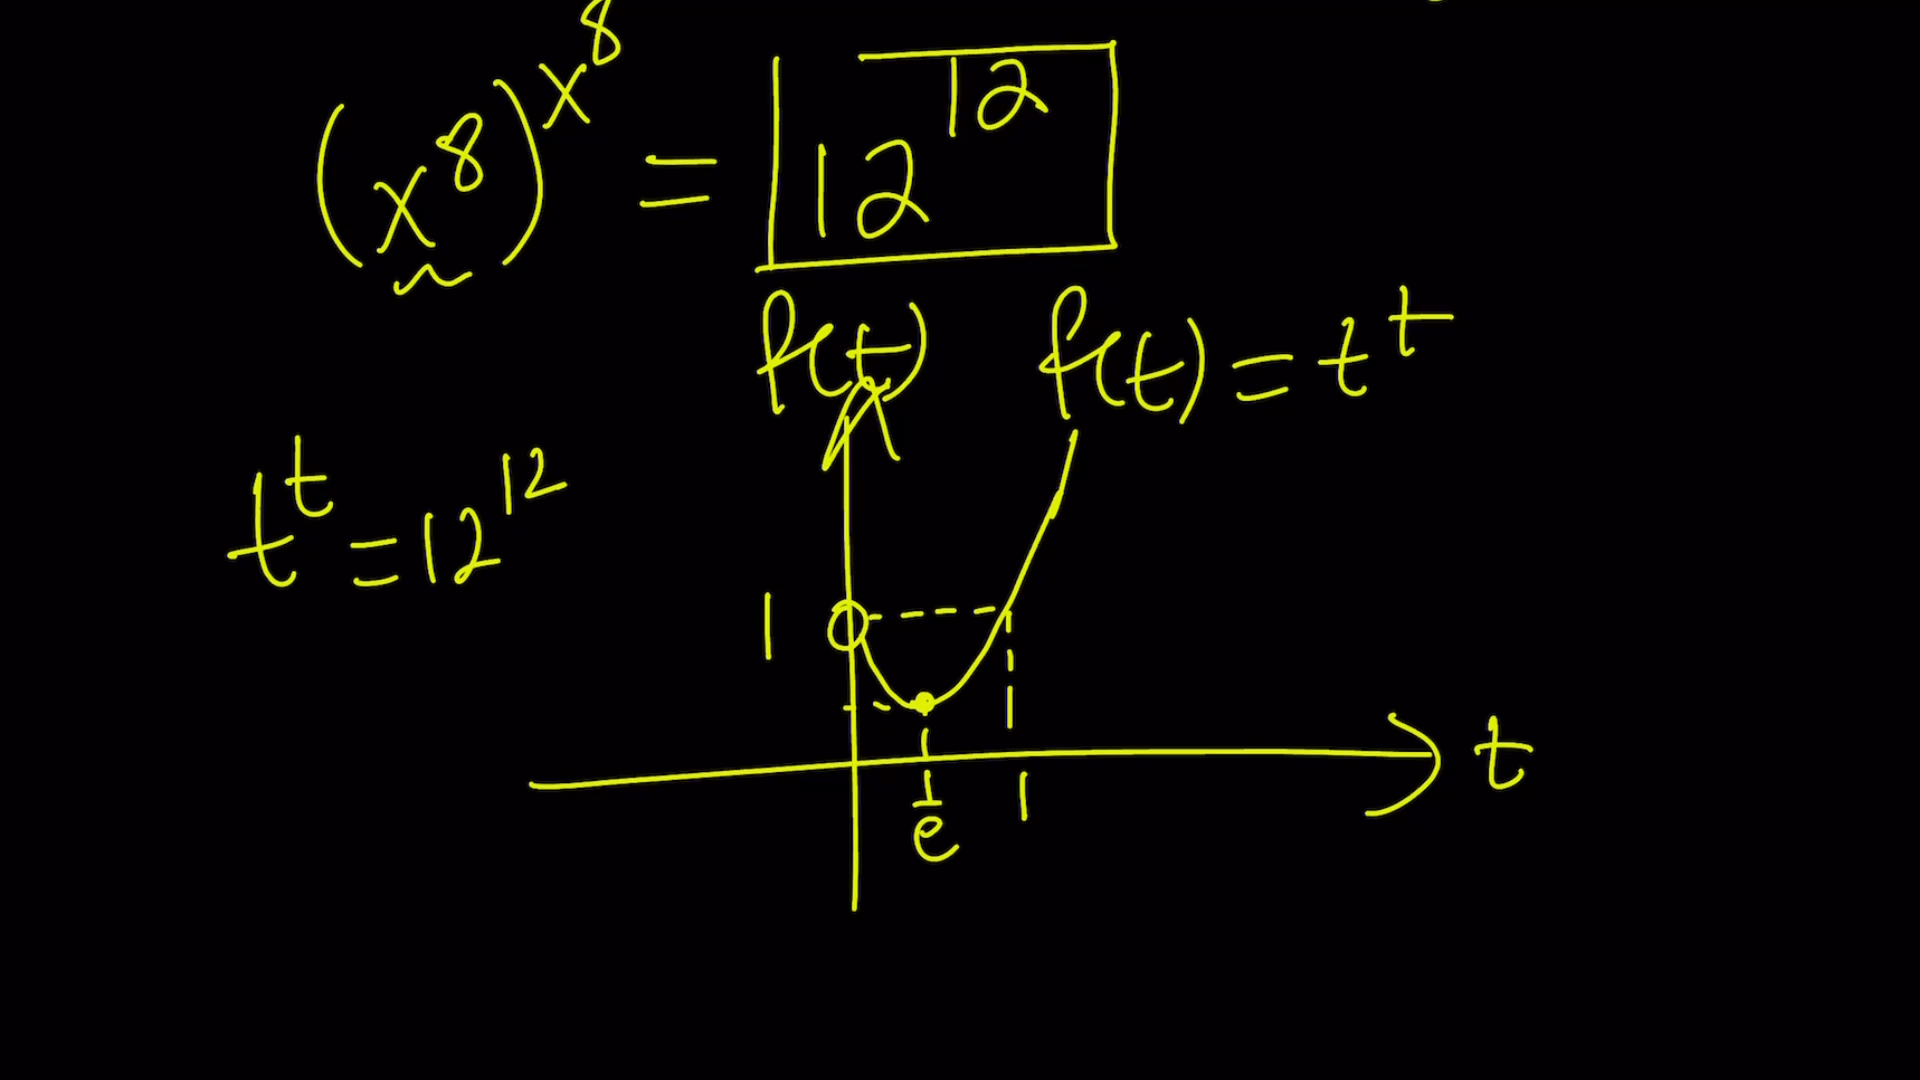 (x^8)^{x^8} = 12^{12}
f(t) f(t) = t^t
t^t = 12^{12}
1
t
1/e 1